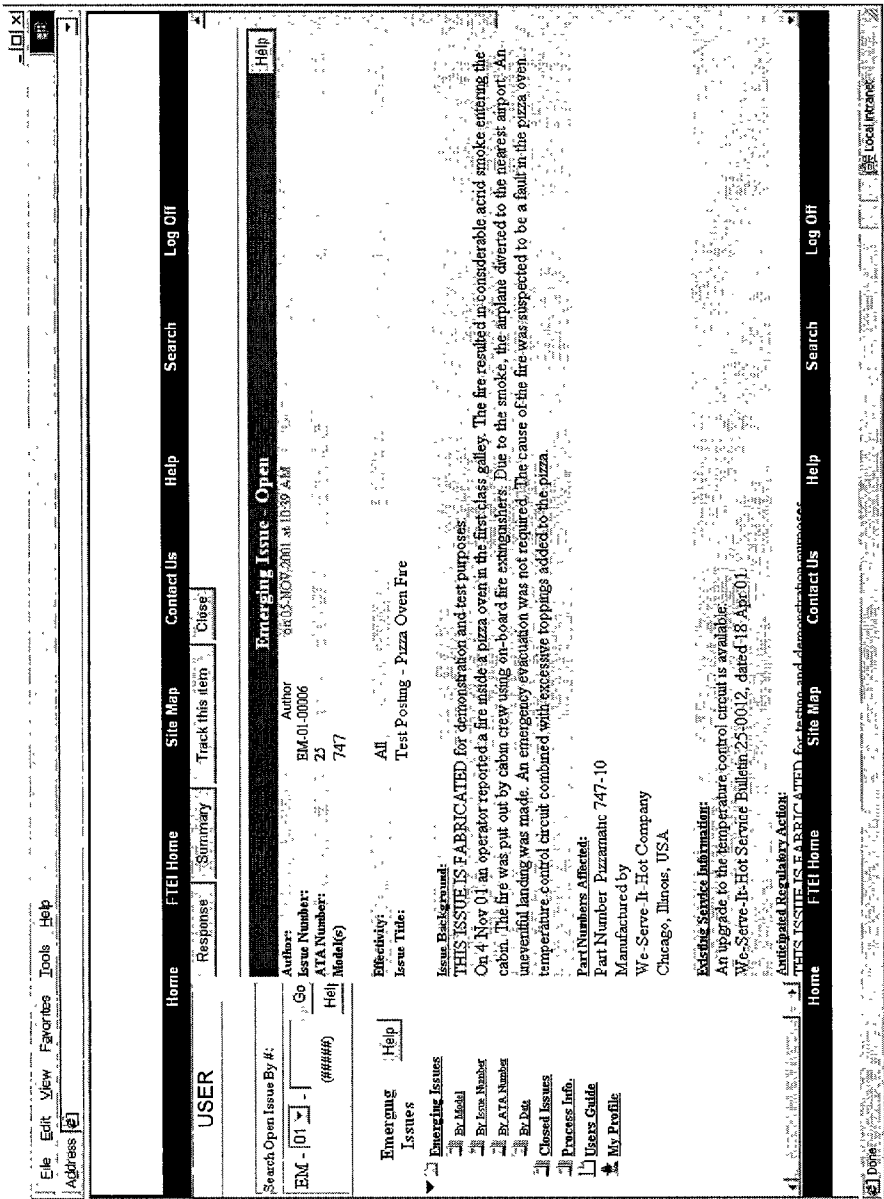 File Edit View Favorites Tools Help
Address
Home FTEI Home Site Map Contact Us Help Search Log Off
USER
Response Summary Track this item Close
Search Open Issue By #:
EM - 01 - Go
(#####) Help
Emerging Issues Help
Emerging Issues
By Model
By Issue Number
By ATA Number
By Date
Closed Issues
Process Info.
Users Guide
My Profile
Emerging Issue - Open Help
Author: Author on 05-NOV-2001 at 10:39 AM
Issue Number: EM-01-00006
ATA Number: 25
Model(s) 747
Effectivity: All
Issue Title: Test Posting - Pizza Oven Fire
Issue Background:
THIS ISSUE IS FABRICATED for demonstration and test purposes.
On 4 Nov 01 an operator reported a fire inside a pizza oven in the first class galley. The fire resulted in considerable acrid smoke entering the
cabin. The fire was put out by cabin crew using on-board fire extinguishers. Due to the smoke, the airplane diverted to the nearest airport. An
uneventful landing was made. An emergency evacuation was not required. The cause of the fire was suspected to be a fault in the pizza oven
temperature control circuit combined with excessive toppings added to the pizza.
Part Numbers Affected:
Part Number Pizzamatic 747-10
Manufactured by
We-Serve-It-Hot Company
Chicago, Illinois, USA
Existing Service Information:
An upgrade to the temperature control circuit is available.
We-Serve-It-Hot Service Bulletin 25-0012, dated 18 Apr 01
Anticipated Regulatory Action:
THIS ISSUE IS FABRICATED for testing and demonstration purposes
Home FTEI Home Site Map Contact Us Help Search Log Off
Done Local intranet